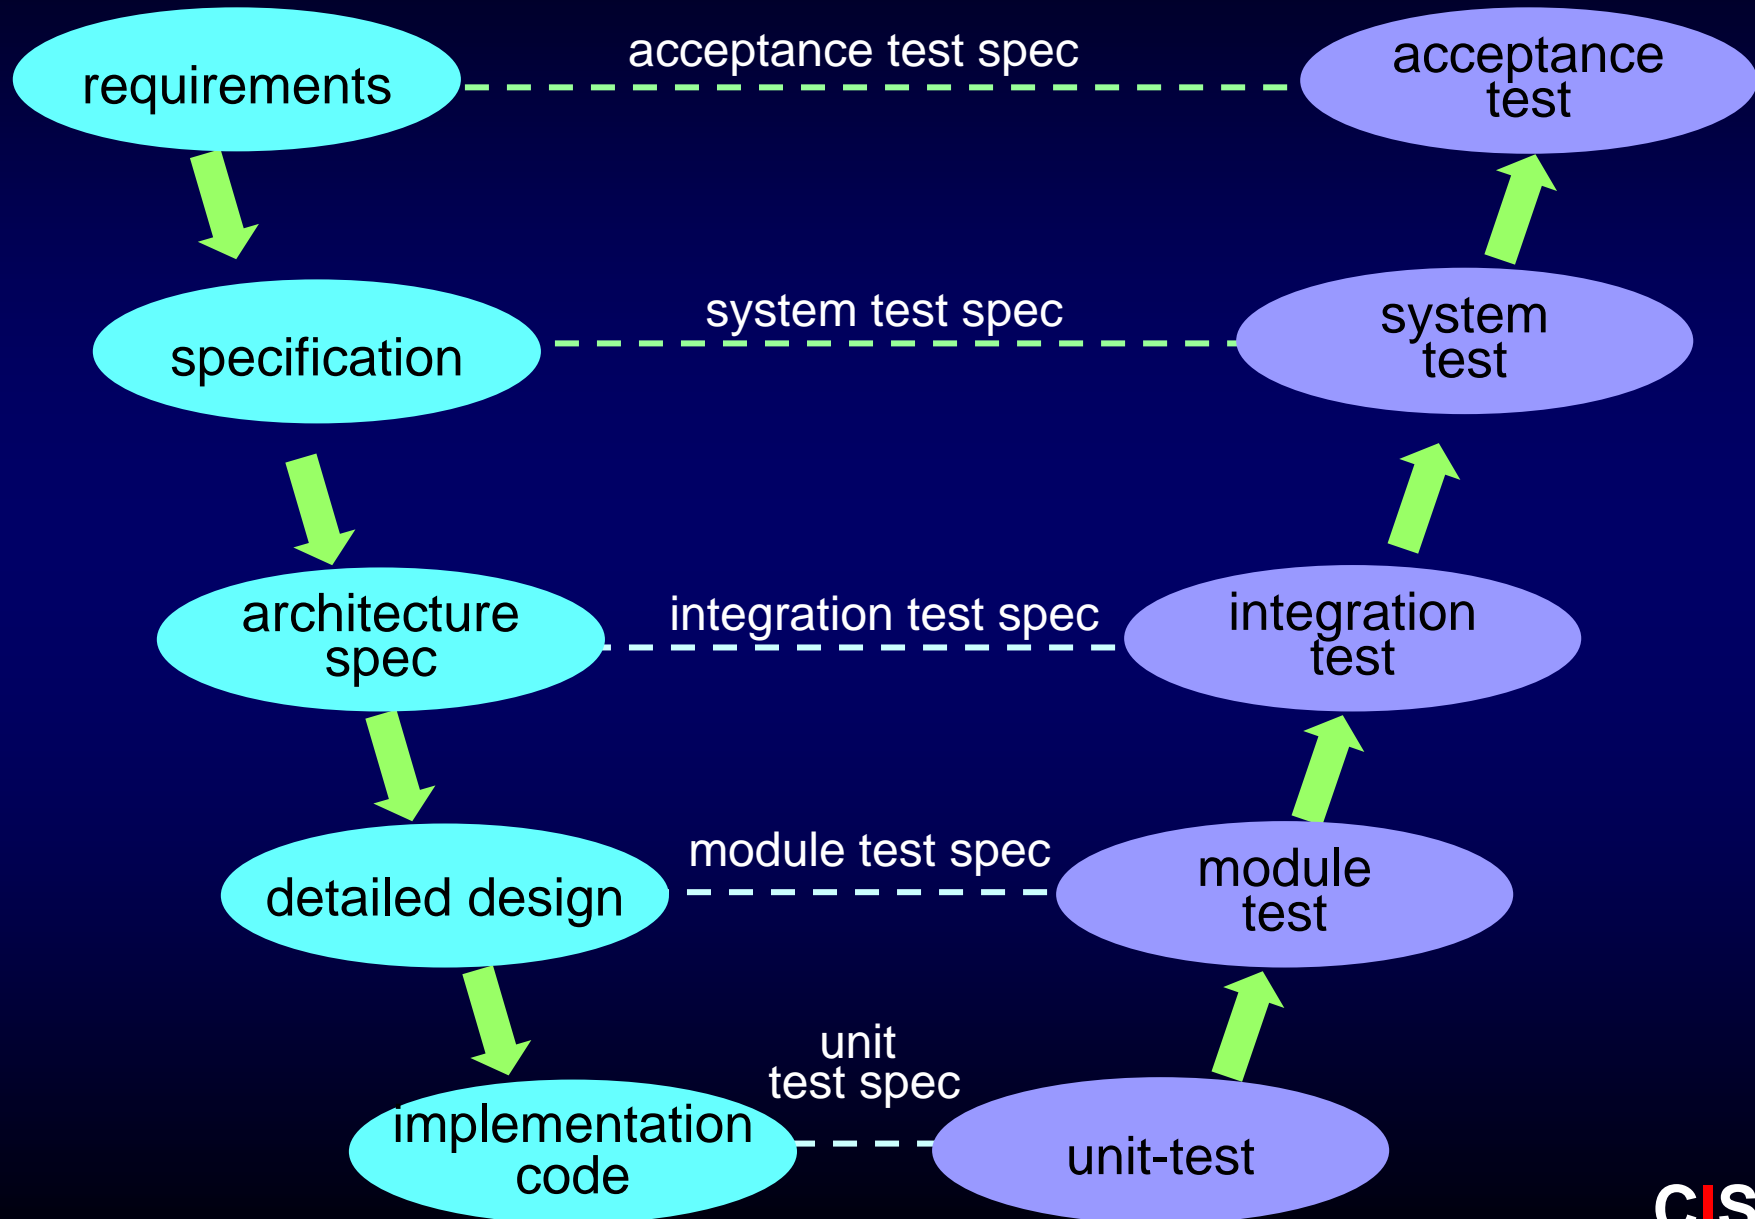 requirements
acceptance test spec
acceptance
test
specification
system test spec
system
test
architecture
spec
integration test spec
integration
test
detailed design
module test spec
module
test
implementation
code
unit
test spec
unit-test
CIS